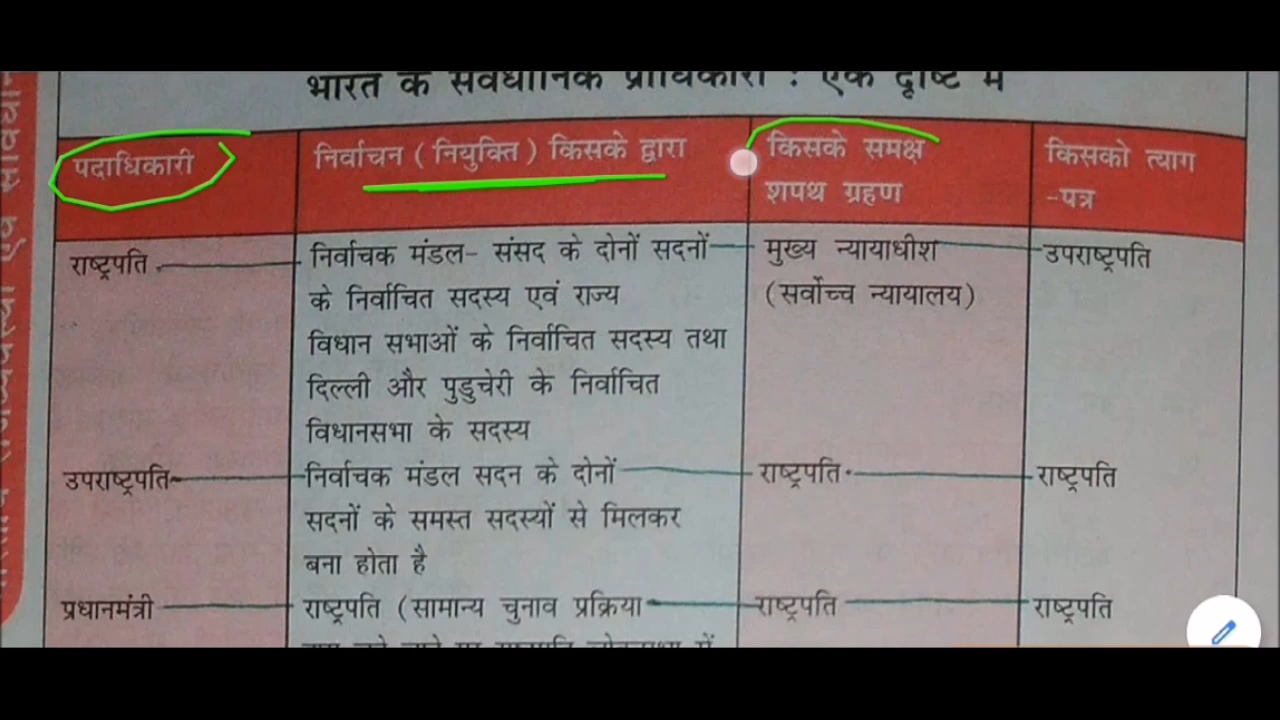 भारत के संवैधानिक प्राधिकारी : एक दृष्टि में
पदाधिकारी
निर्वाचन ( नियुक्ति ) किसके द्वारा
किसके समक्ष
शपथ ग्रहण
किसको त्याग
-पत्र
राष्ट्रपति
निर्वाचक मंडल- संसद के दोनों सदनों
के निर्वाचित सदस्य एवं राज्य
विधान सभाओं के निर्वाचित सदस्य तथा
दिल्ली और पुडुचेरी के निर्वाचित
विधानसभा के सदस्य
मुख्य न्यायाधीश
(सर्वोच्च न्यायालय)
उपराष्ट्रपति
उपराष्ट्रपति
निर्वाचक मंडल सदन के दोनों
सदनों के समस्त सदस्यों से मिलकर
बना होता है
राष्ट्रपति
राष्ट्रपति
प्रधानमंत्री
राष्ट्रपति (सामान्य चुनाव प्रक्रिया
राष्ट्रपति
राष्ट्रपति